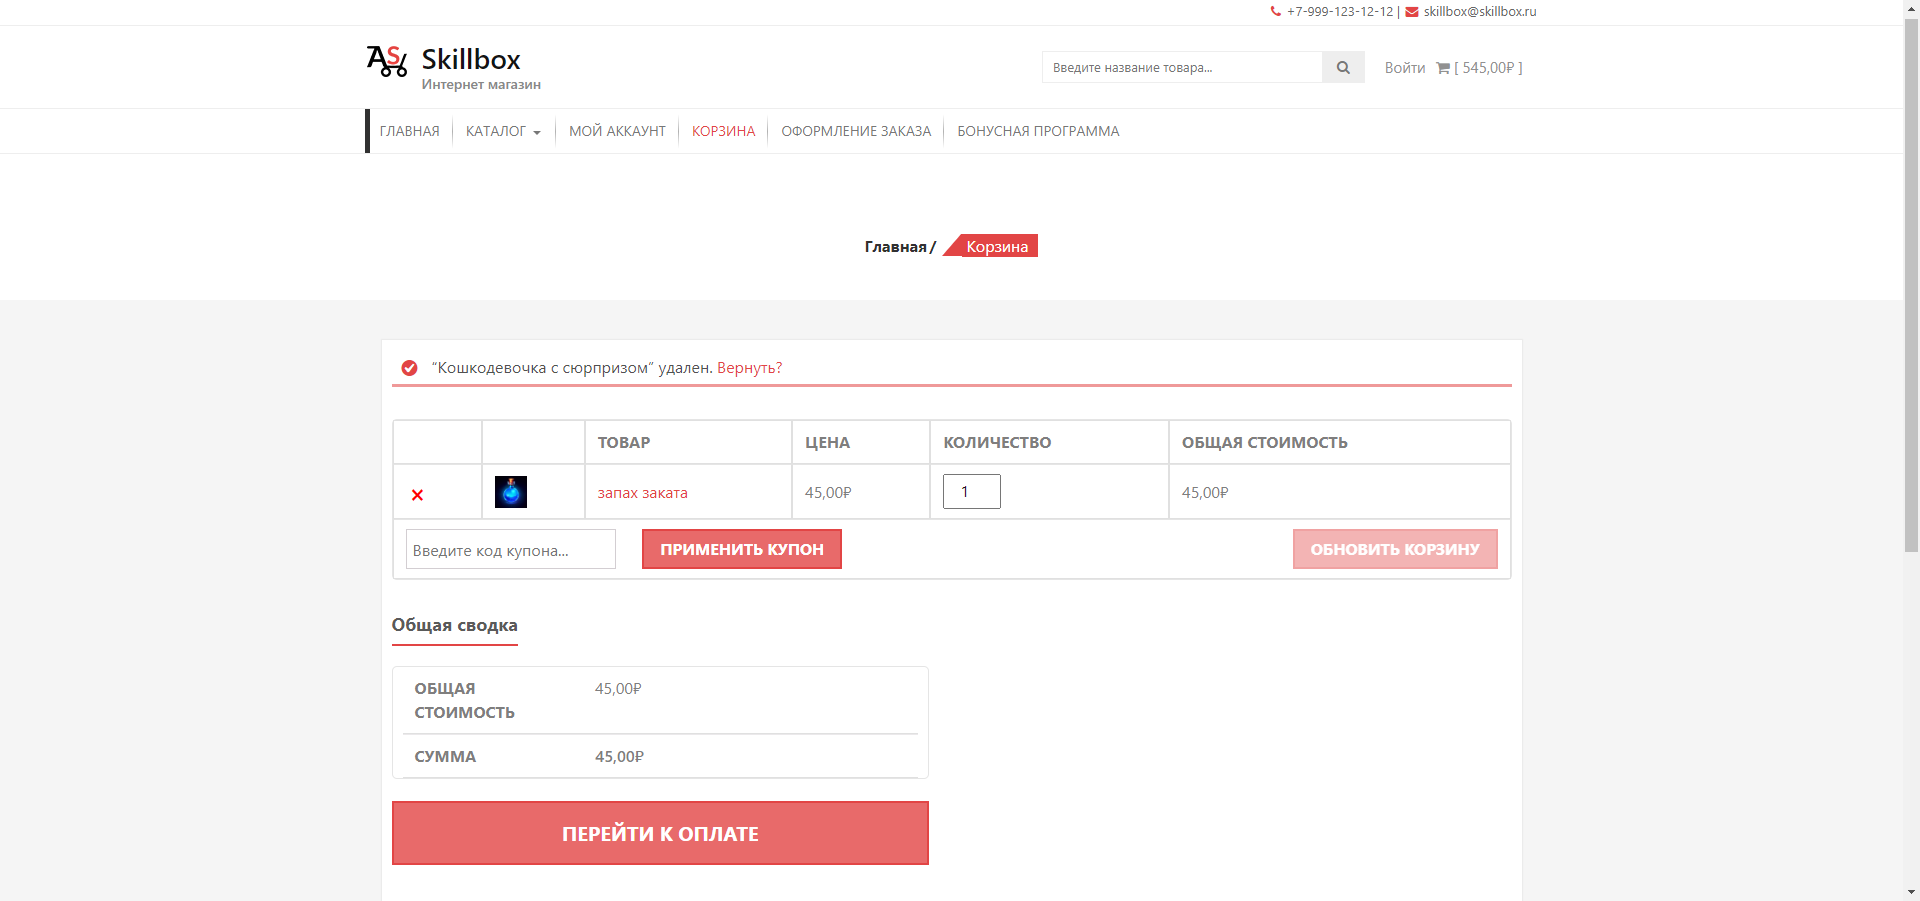 +7-999-123-12-12 | skillbox@skillbox.ru
AS
Skillbox
Интернет магазин
Введите название товара...
Войти [ 545,00₽ ]
ГЛАВНАЯ КАТАЛОГ МОЙ АККАУНТ КОРЗИНА ОФОРМЛЕНИЕ ЗАКАЗА БОНУСНАЯ ПРОГРАММА
Главная / Корзина
“Кошкодевочка с сюрпризом” удален. Вернуть?
ТОВАР ЦЕНА КОЛИЧЕСТВО ОБЩАЯ СТОИМОСТЬ
× запах заката 45,00₽ 1 45,00₽
Введите код купона... ПРИМЕНИТЬ КУПОН ОБНОВИТЬ КОРЗИНУ
Общая сводка
ОБЩАЯ 45,00₽
СТОИМОСТЬ
СУММА 45,00₽
ПЕРЕЙТИ К ОПЛАТЕ